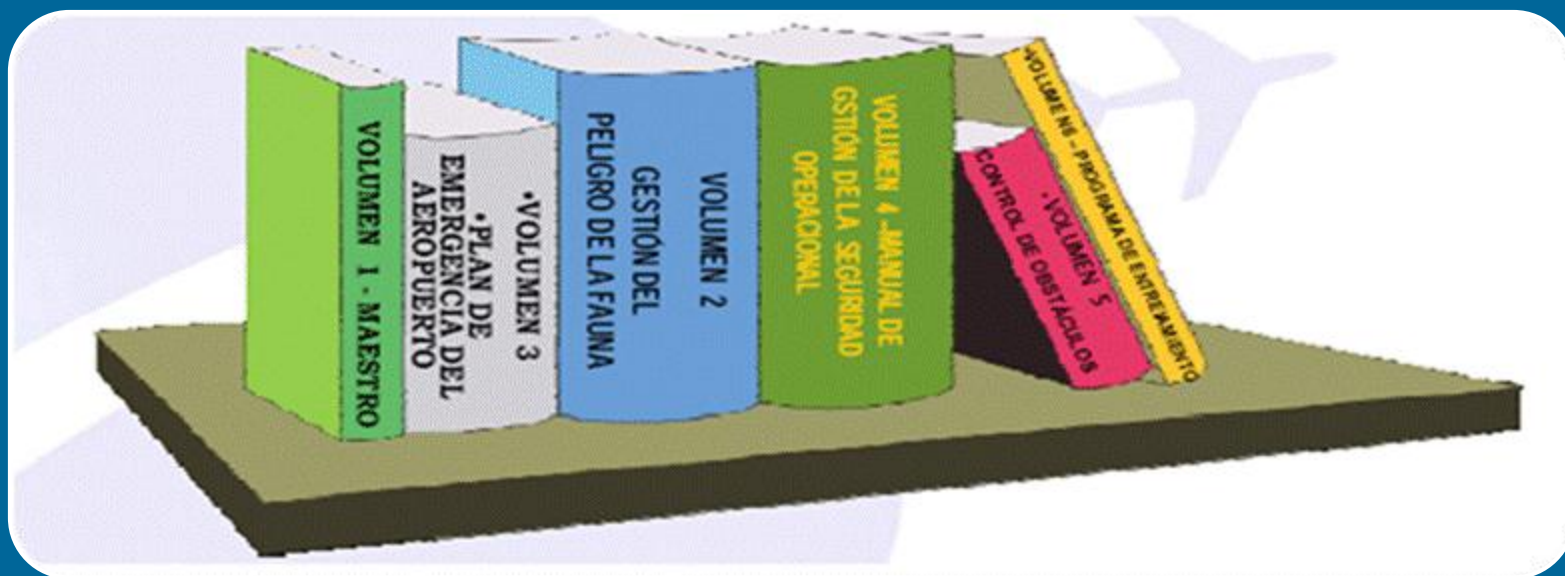 VOLUMEN 1 - MAESTRO
•VOLUMEN 3
•PLAN DE
EMERGENCIA DEL
AEROPUERTO
VOLUMEN 2
GESTIÓN DEL
PELIGRO DE LA FAUNA
VOLUMEN 4 -MANUAL DE
GSTIÓN DE LA SEGURIDAD
OPERACIONAL
•VOLUMEN 5
CONTROL DE OBSTÁCULOS
•VOLUMEN6 – PROGRAMA DE ENTRENAMIENTO